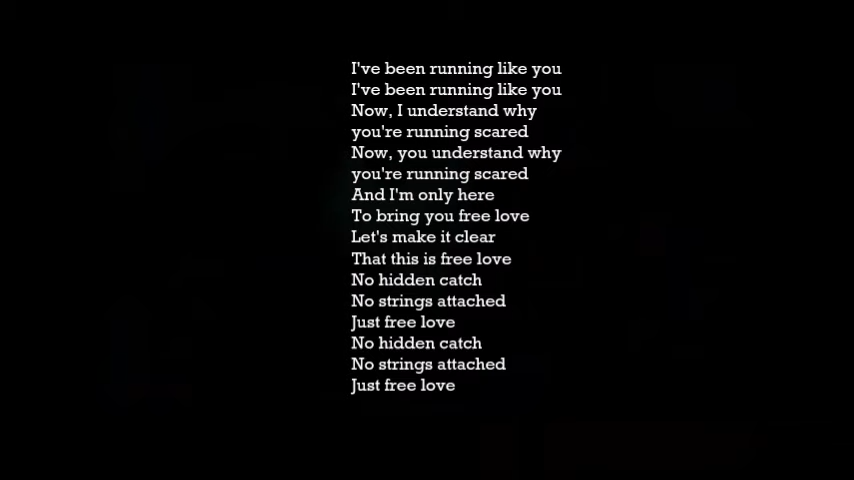 I've been running like you
I've been running like you
Now, I understand why
you're running scared
Now, you understand why
you're running scared
And I'm only here
To bring you free love
Let's make it clear
That this is free love
No hidden catch
No strings attached
Just free love
No hidden catch
No strings attached
Just free love